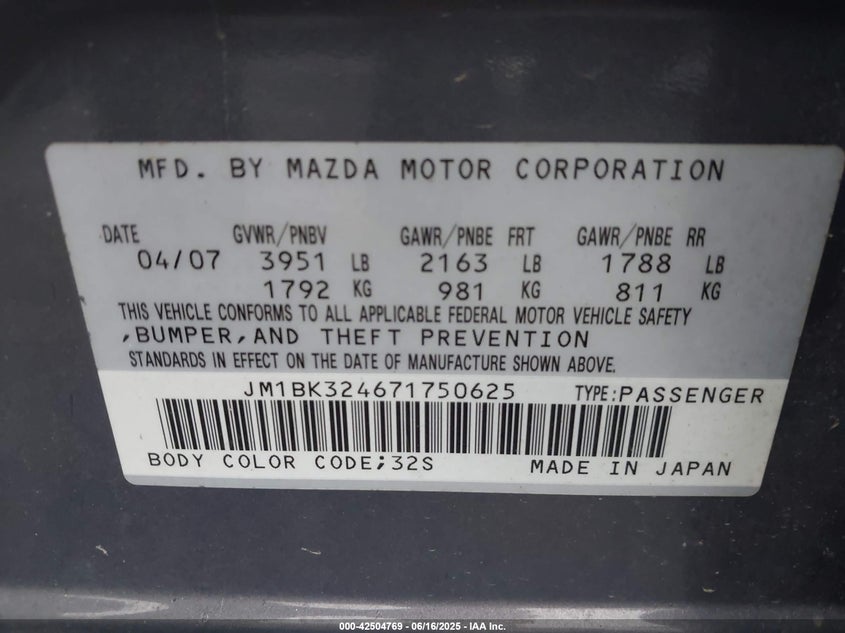 MFD. BY MAZDA MOTOR CORPORATION
DATE GVWR/PNBV GAWR/PNBE FRT GAWR/PNBE RR
04/07 3951 LB 2163 LB 1788 LB
1792 KG 981 KG 811 KG
THIS VEHICLE CONFORMS TO ALL APPLICABLE FEDERAL MOTOR VEHICLE SAFETY
,BUMPER,AND THEFT PREVENTION
STANDARDS IN EFFECT ON THE DATE OF MANUFACTURE SHOWN ABOVE.
JM1BK324671750625 TYPE:PASSENGER
BODY COLOR CODE;32S MADE IN JAPAN
000-42504769 - 06/16/2025 - IAA Inc.